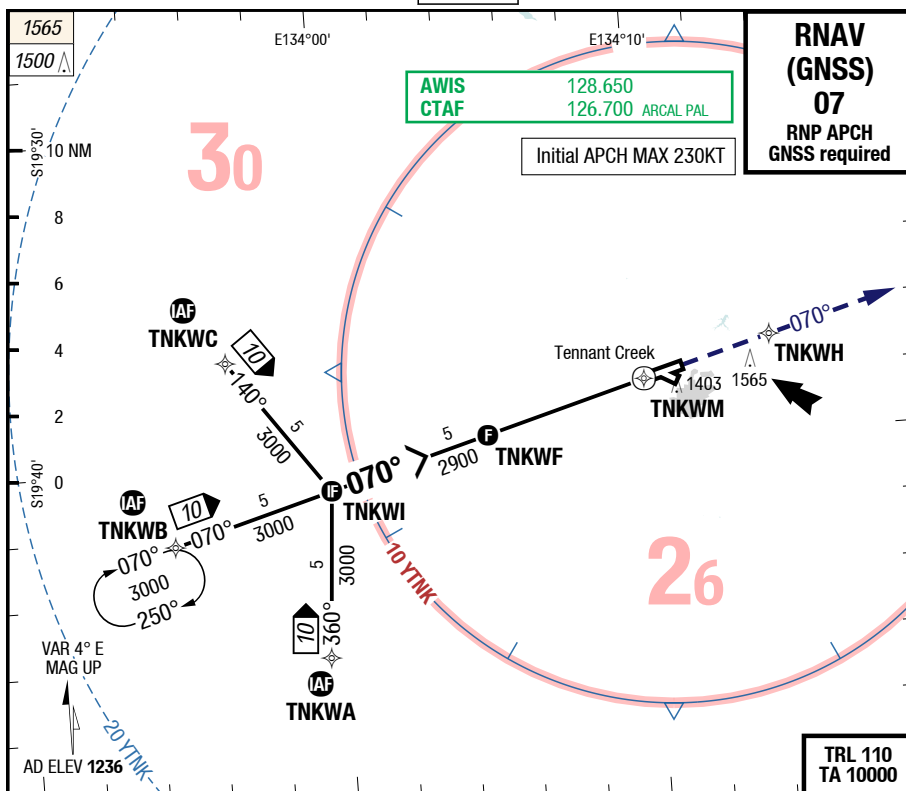 1565
1500
E134°00'
E134°10'
RNAV
(GNSS)
07
RNP APCH
GNSS required
AWIS 128.650
CTAF 126.700 ARCAL PAL
Initial APCH MAX 230KT
S19°30'
10 NM
30
8
6
4
2
0
S19°40'
IAF
TNKWC
10
140°
5
3000
IAF
TNKWB
10
070°
070°
3000
250°
5
3000
IF
TNKWI
070°
5
2900
F
TNKWF
Tennant Creek
TNKWM
1403
1565
TNKWH
070°
5
3000
10
360°
IAF
TNKWA
10 YTNK
26
VAR 4° E
MAG UP
20 YTNK
AD ELEV 1236
TRL 110
TA 10000